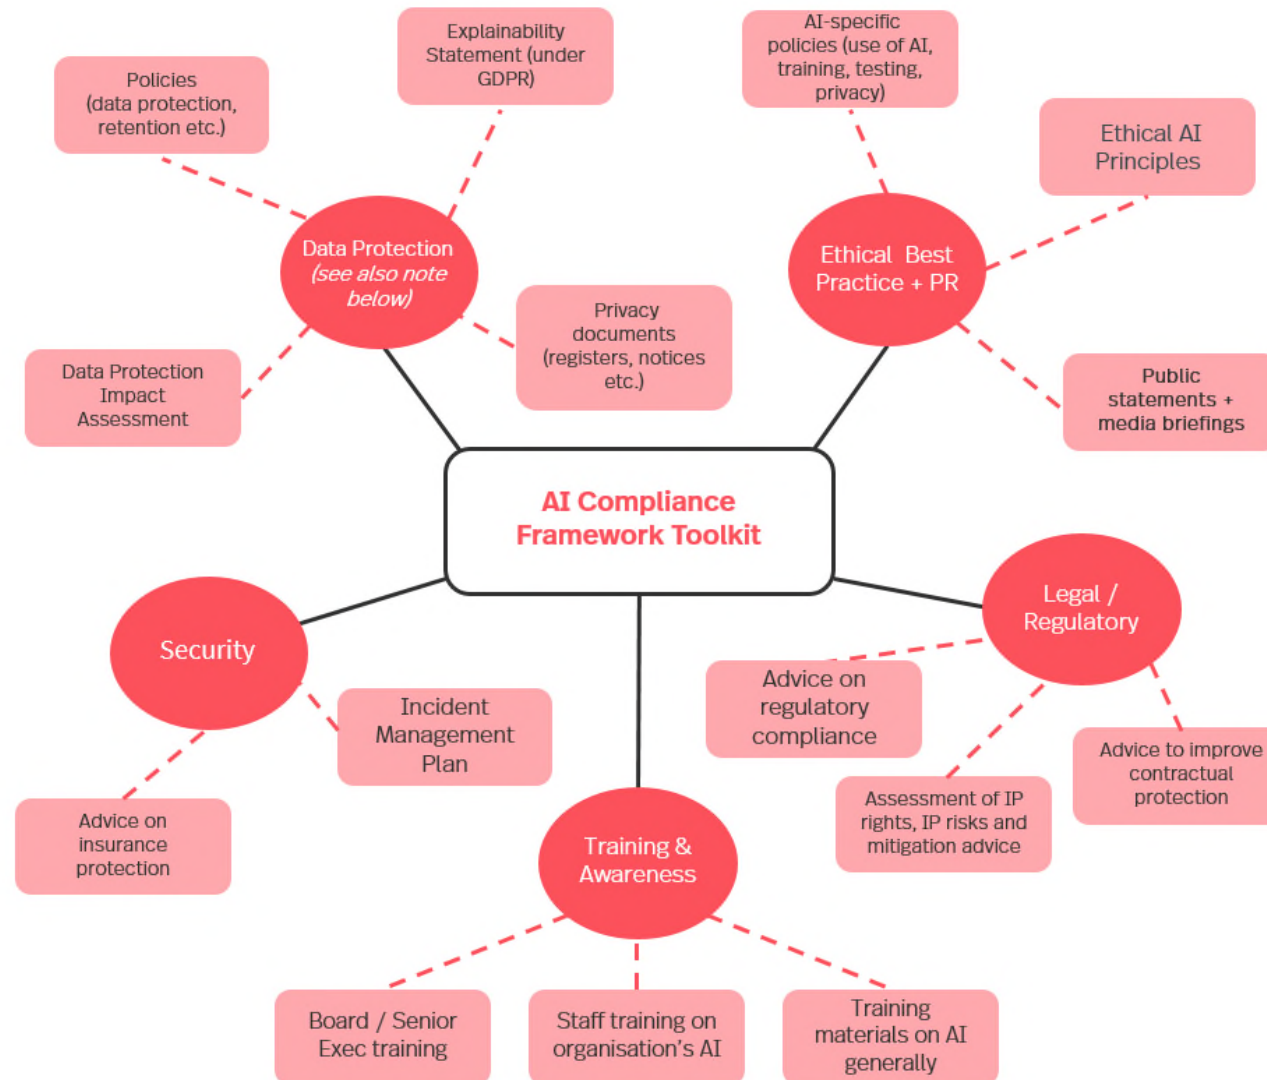 Explainability
Statement (under
GDPR)
AI-specific
policies (use of AI,
training, testing,
privacy)
Policies
(data protection,
retention etc.)
Ethical AI
Principles
Data Protection
(see also note
below)
Ethical Best
Practice + PR
Privacy
documents
(registers, notices
etc.)
Data Protection
Impact
Assessment
Public
statements +
media briefings
AI Compliance
Framework Toolkit
Security
Legal /
Regulatory
Incident
Management
Plan
Advice on
regulatory
compliance
Advice to improve
contractual
protection
Advice on
insurance
protection
Assessment of IP
rights, IP risks and
mitigation advice
Training &
Awareness
Board / Senior
Exec training
Staff training on
organisation's AI
Training
materials on AI
generally